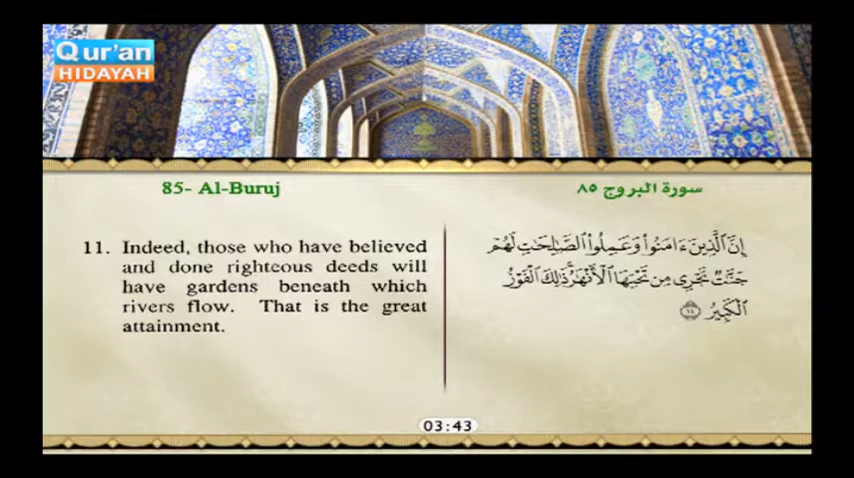 Qur'an
HIDAYAH
85- Al-Buruj
سورة البروج ٨٥
11. Indeed, those who have believed
and done righteous deeds will
have gardens beneath which
rivers flow. That is the great
attainment.
إِنَّ ٱلَّذِينَ ءَامَنُوا۟ وَعَمِلُوا۟ ٱلصَّـٰلِحَـٰتِ لَهُمْ
جَنَّـٰتٌ تَجْرِى مِن تَحْتِهَا ٱلْأَنْهَـٰرُ ۚ ذَٰلِكَ ٱلْفَوْزُ
ٱلْكَبِيرُ ١١
03:43